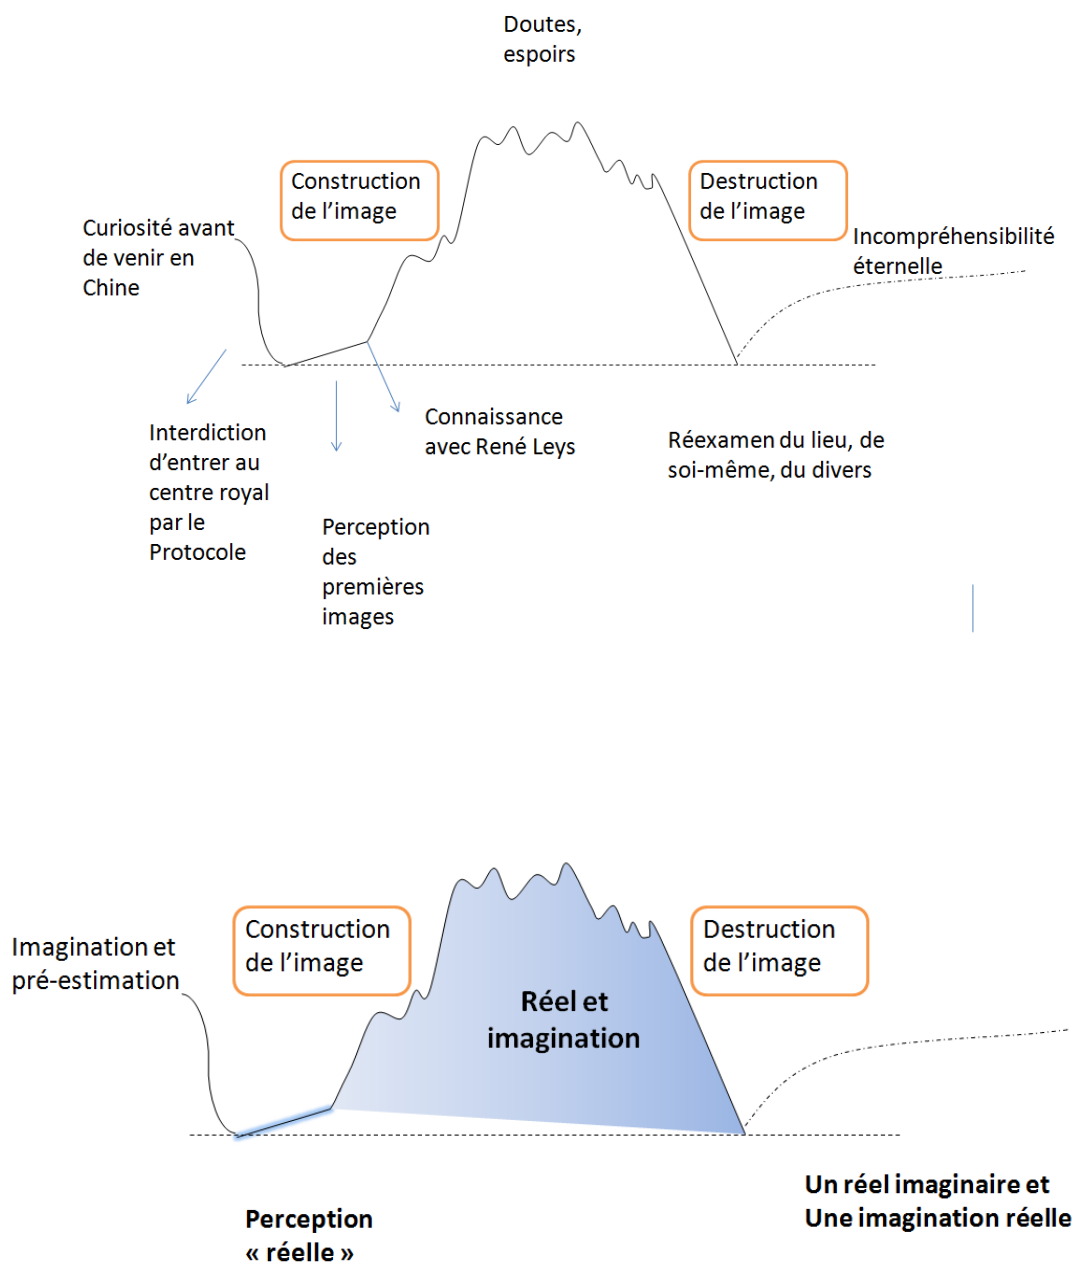 Doutes,
espoirs
Construction
de l’image
Destruction
de l’image
Curiosité avant
de venir en
Chine
Incompréhensibilité
éternelle
Interdiction
d’entrer au
centre royal
par le
Protocole
Connaissance
avec René Leys
Réexamen du lieu, de
soi-même, du divers
Perception
des
premières
images
Imagination et
pré-estimation
Construction
de l’image
Destruction
de l’image
Réel et
imagination
Perception
« réelle »
Un réel imaginaire et
Une imagination réelle